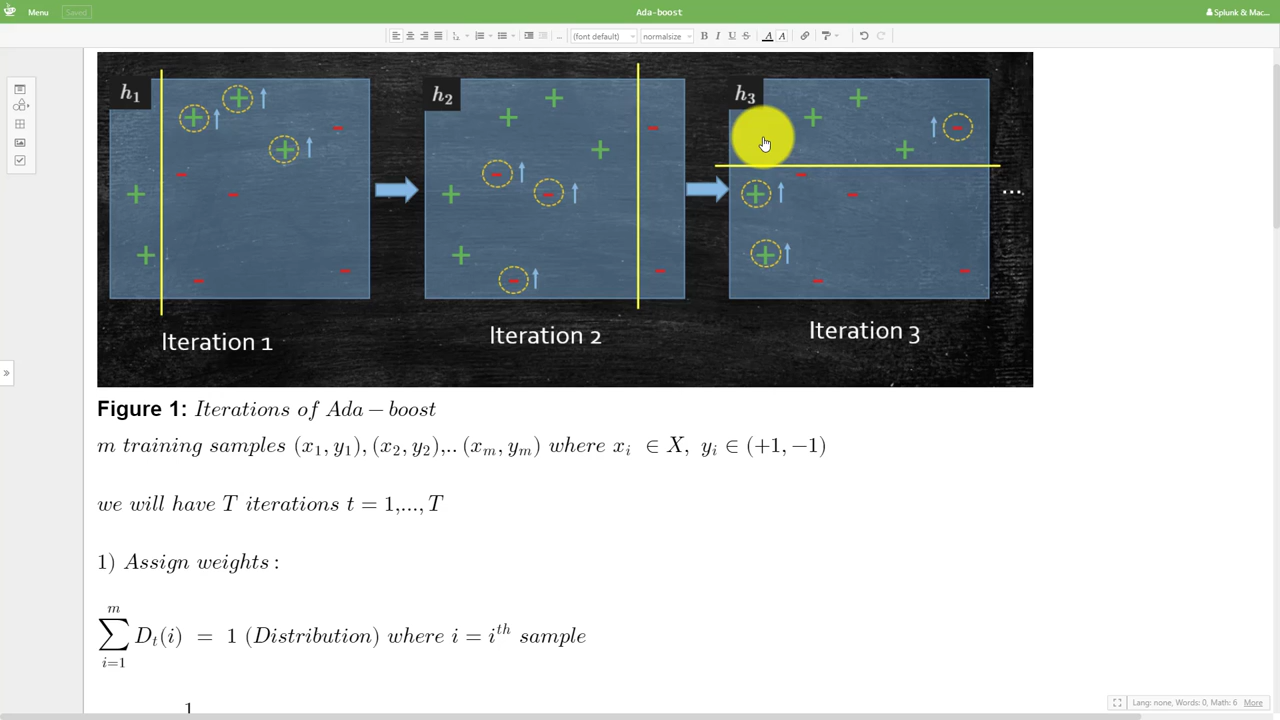 Menu Saved Ada-boost Splunk & Mac...
... (font default) normalsize B I U S A A
h₁ h₂ h₃
...
Iteration 1 Iteration 2 Iteration 3
Figure 1: Iterations of Ada − boost
m training samples (x₁, y₁), (x₂, y₂),.. (xₘ, yₘ) where xᵢ ∈ X, yᵢ ∈ (+1, −1)
we will have T iterations t = 1,..., T
1) Assign weights :
m
∑ Dₜ(i) = 1 (Distribution) where i = iᵗʰ sample
i=1
1
Lang: none, Words: 0, Math: 6 More